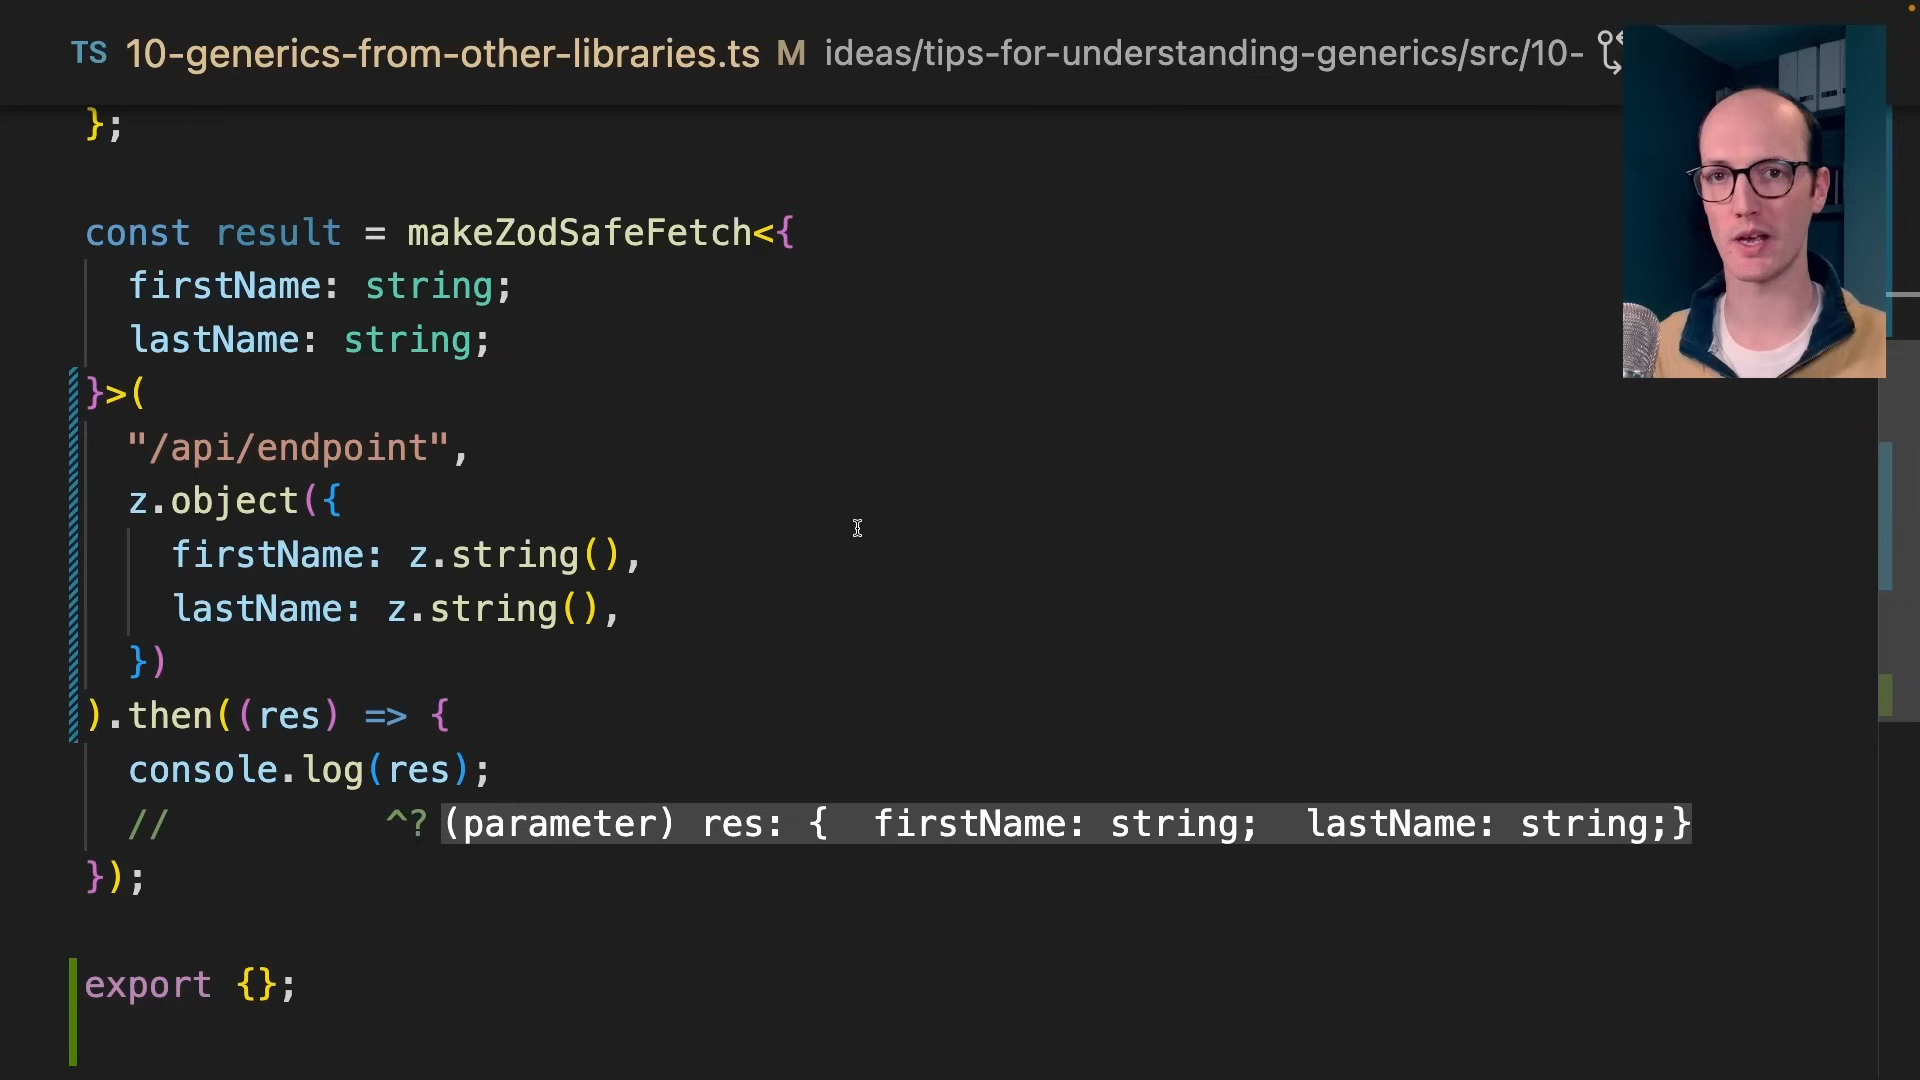 TS 10-generics-from-other-libraries.ts M ideas/tips-for-understanding-generics/src/10-
};
const result = makeZodSafeFetch<{
firstName: string;
lastName: string;
}>(
"/api/endpoint",
z.object({
firstName: z.string(),
lastName: z.string(),
})
).then((res) => {
console.log(res);
// ^? (parameter) res: { firstName: string; lastName: string;}
});
export {};